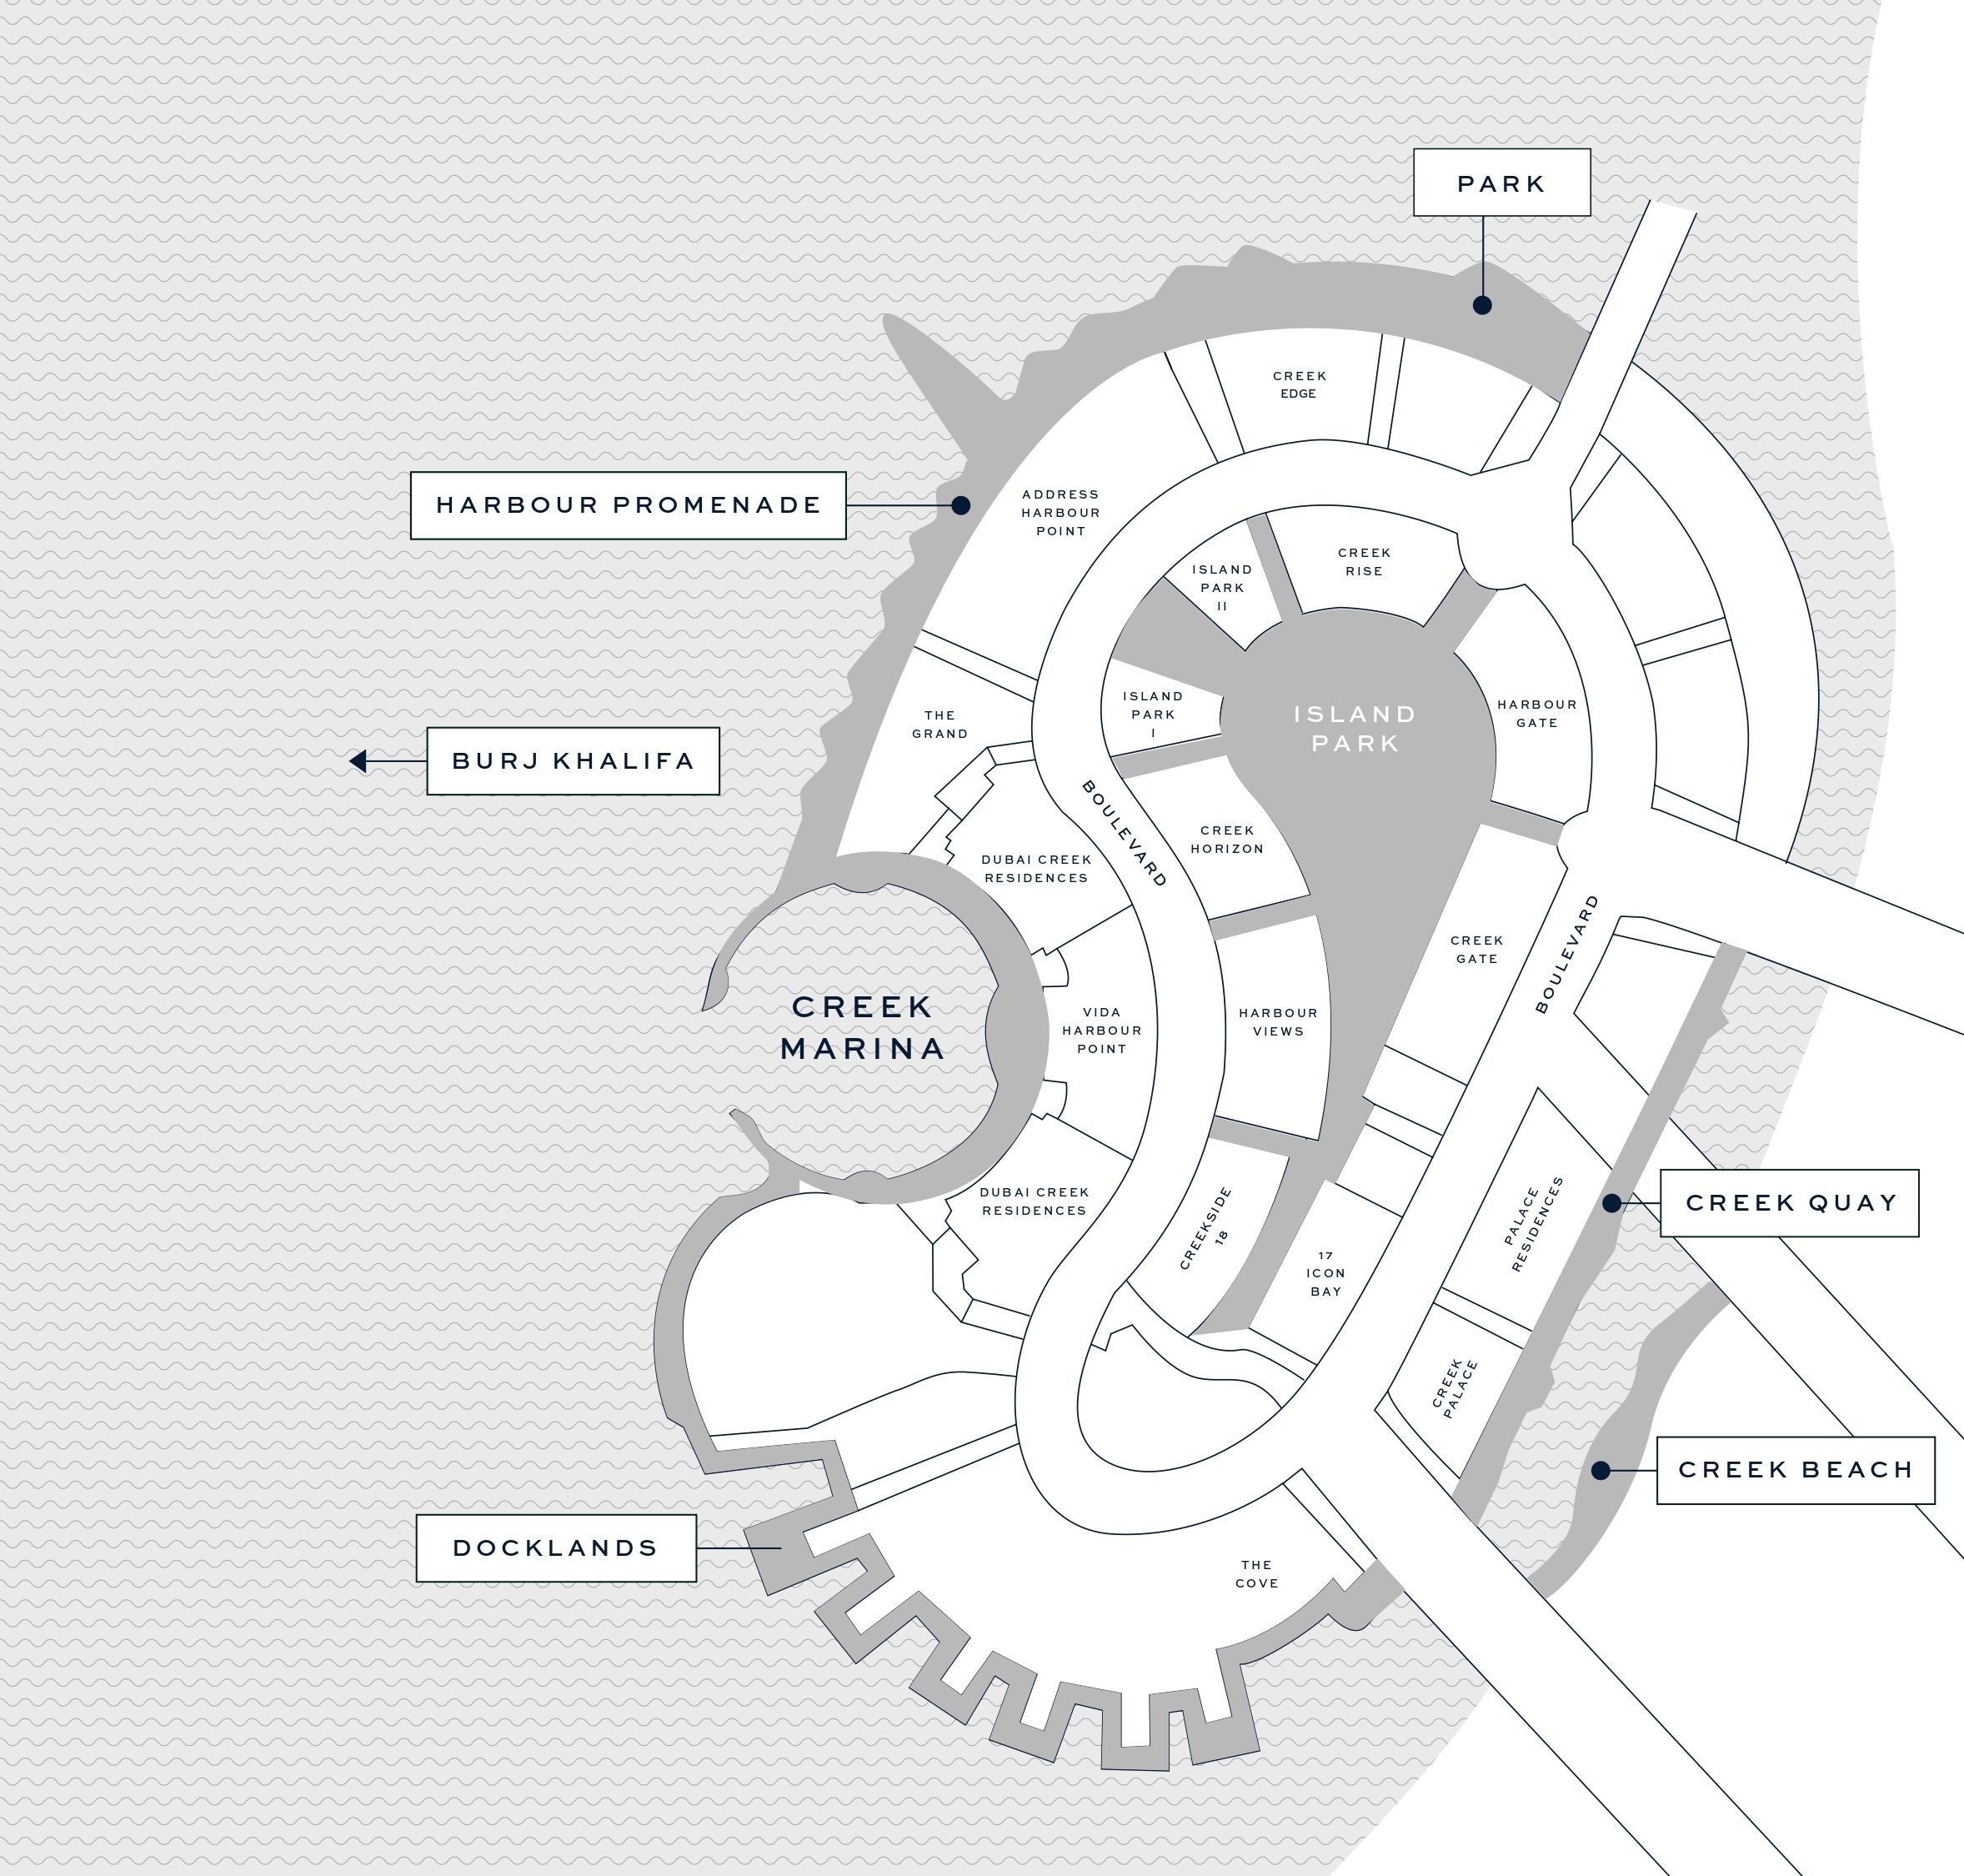 PARK
CREEK
EDGE
HARBOUR PROMENADE
ADDRESS
HARBOUR
POINT
CREEK
RISE
ISLAND
PARK
II
ISLAND
PARK
I
HARBOUR
GATE
ISLAND
PARK
THE
GRAND
BURJ KHALIFA
BOULEVARD
CREEK
HORIZON
DUBAI CREEK
RESIDENCES
CREEK
GATE
BOULEVARD
CREEK
MARINA
VIDA
HARBOUR
POINT
HARBOUR
VIEWS
DUBAI CREEK
RESIDENCES
CREEKSIDE
18
PALACE
RESIDENCES
CREEK QUAY
17
ICON
BAY
CREEK
PALACE
CREEK BEACH
DOCKLANDS
THE
COVE